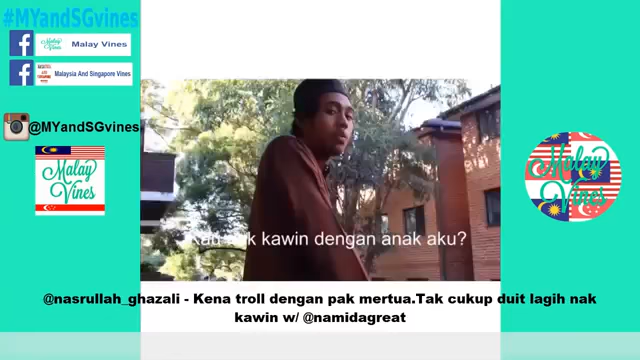 #MYandSGvines
Malay Vines
Malay Vines
Malaysia And Singapore Vines
@MYandSGvines
Malay
Vines
Malay
Vines
nak kawin dengan anak aku?
@nasrullah_ghazali - Kena troll dengan pak mertua.Tak cukup duit lagih nak
kawin w/ @namidagreat